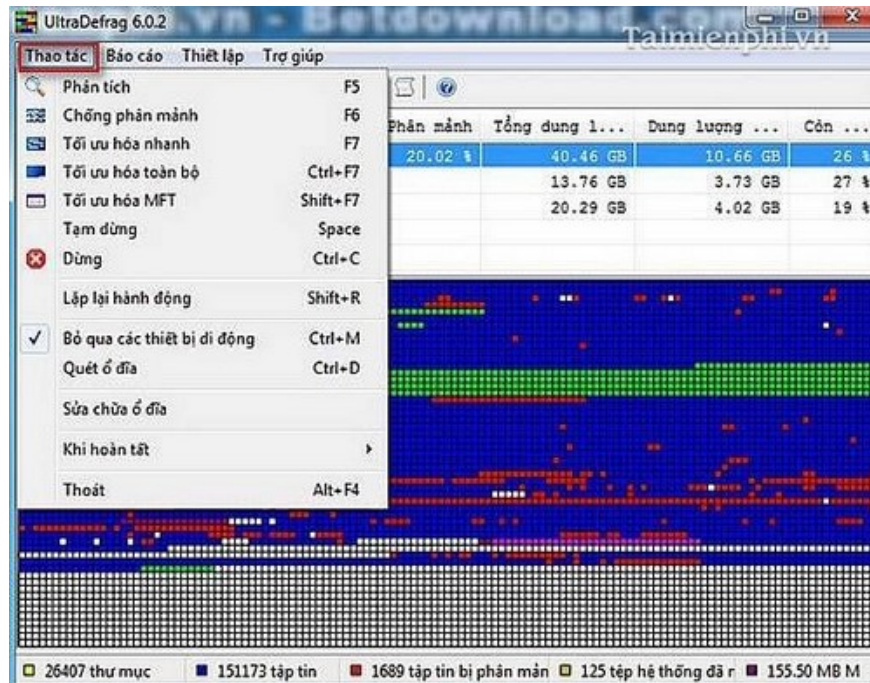 .vn - Betdownload.co
UltraDefrag 6.0.2
Taimienphi.vn
Thao tác Báo cáo Thiết lập Trợ giúp
Phân tích F5
Chống phân mảnh F6
Phân mảnh Tổng dung l... Dung lượng ... Còn ...
Tối ưu hóa nhanh F7
20.02 % 40.46 GB 10.66 GB 26 %
Tối ưu hóa toàn bộ Ctrl+F7
13.76 GB 3.73 GB 27 %
Tối ưu hóa MFT Shift+F7
20.29 GB 4.02 GB 19 %
Tạm dừng Space
Dừng Ctrl+C
Lặp lại hành động Shift+R
Bỏ qua các thiết bị di động Ctrl+M
Quét ổ đĩa Ctrl+D
Sửa chữa ổ đĩa
Khi hoàn tất
Thoát Alt+F4
26407 thư mục 151173 tập tin 1689 tập tin bị phân mản 125 tệp hệ thống đã r 155.50 MB M